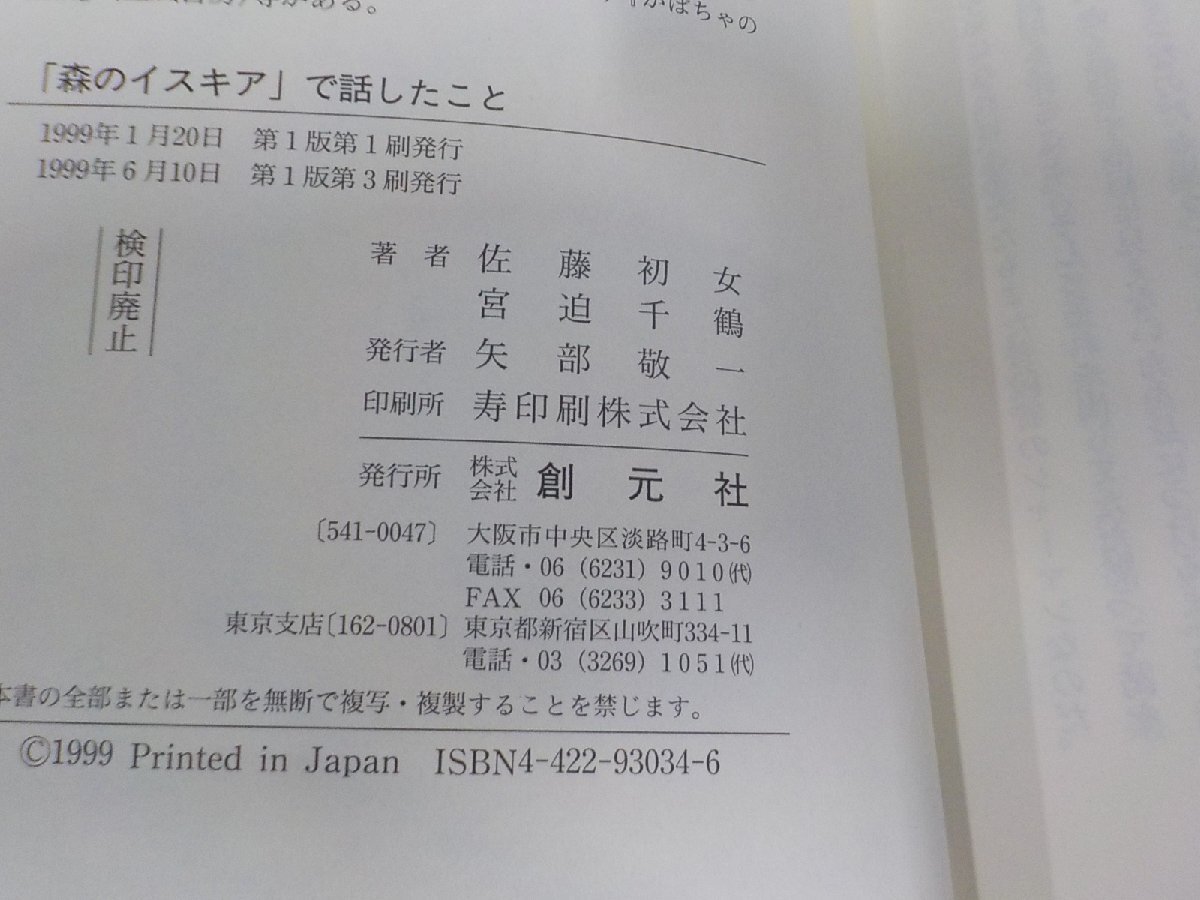 がある。
かぼちゃの
「森のイスキア」で話したこと
1999年1月20日 第1版第1刷発行
1999年6月10日 第1版第3刷発行
検印廃止
著者 佐藤初女
宮迫千鶴
発行者 矢部敬一
印刷所 寿印刷株式会社
発行所 株式会社 創元社
〔541-0047〕 大阪市中央区淡路町4-3-6
電話・06 (6231) 9010㈹
FAX 06 (6233) 3111
東京支店〔162-0801〕 東京都新宿区山吹町334-11
電話・03 (3269) 1051㈹
本書の全部または一部を無断で複写・複製することを禁じます。
©1999 Printed in Japan ISBN4-422-93034-6